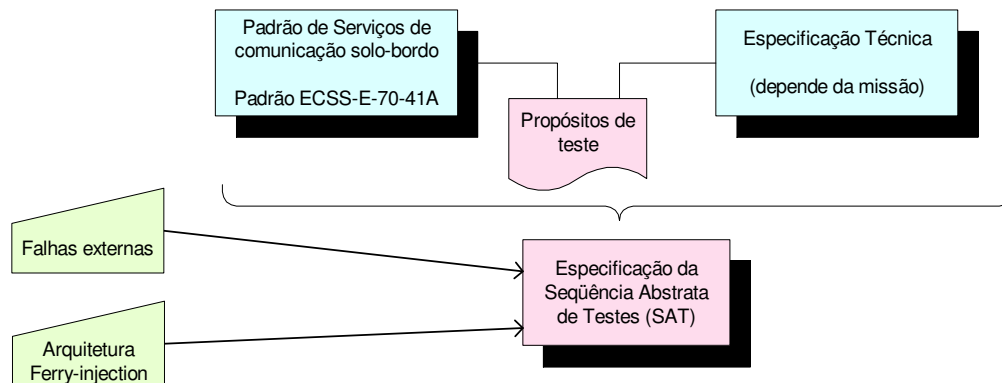 Padrão de Serviços de
comunicação solo-bordo
Padrão ECSS-E-70-41A
Especificação Técnica
(depende da missão)
Propósitos de
teste
Falhas externas
Especificação da
Seqüência Abstrata
de Testes (SAT)
Arquitetura
Ferry-injection